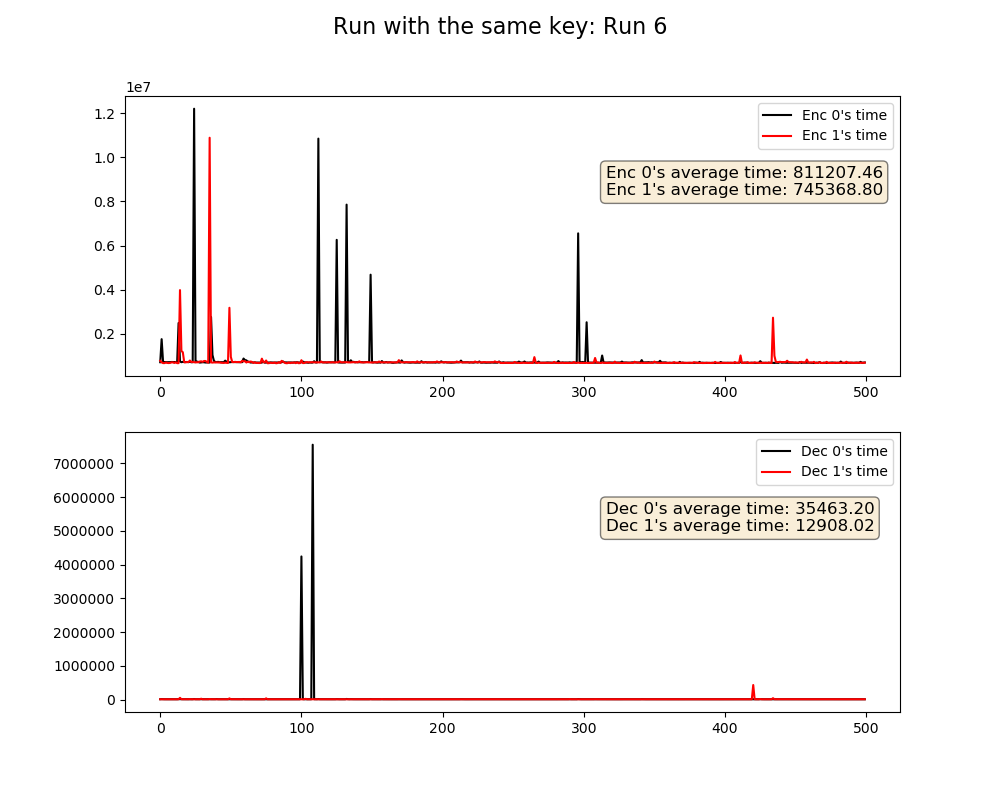 Run with the same key: Run 6
1e7
1.2
1.0
0.8
0.6
0.4
0.2
0 100 200 300 400 500
Enc 0's time
Enc 1's time
Enc 0's average time: 811207.46
Enc 1's average time: 745368.80
7000000
6000000
5000000
4000000
3000000
2000000
1000000
0
0 100 200 300 400 500
Dec 0's time
Dec 1's time
Dec 0's average time: 35463.20
Dec 1's average time: 12908.02